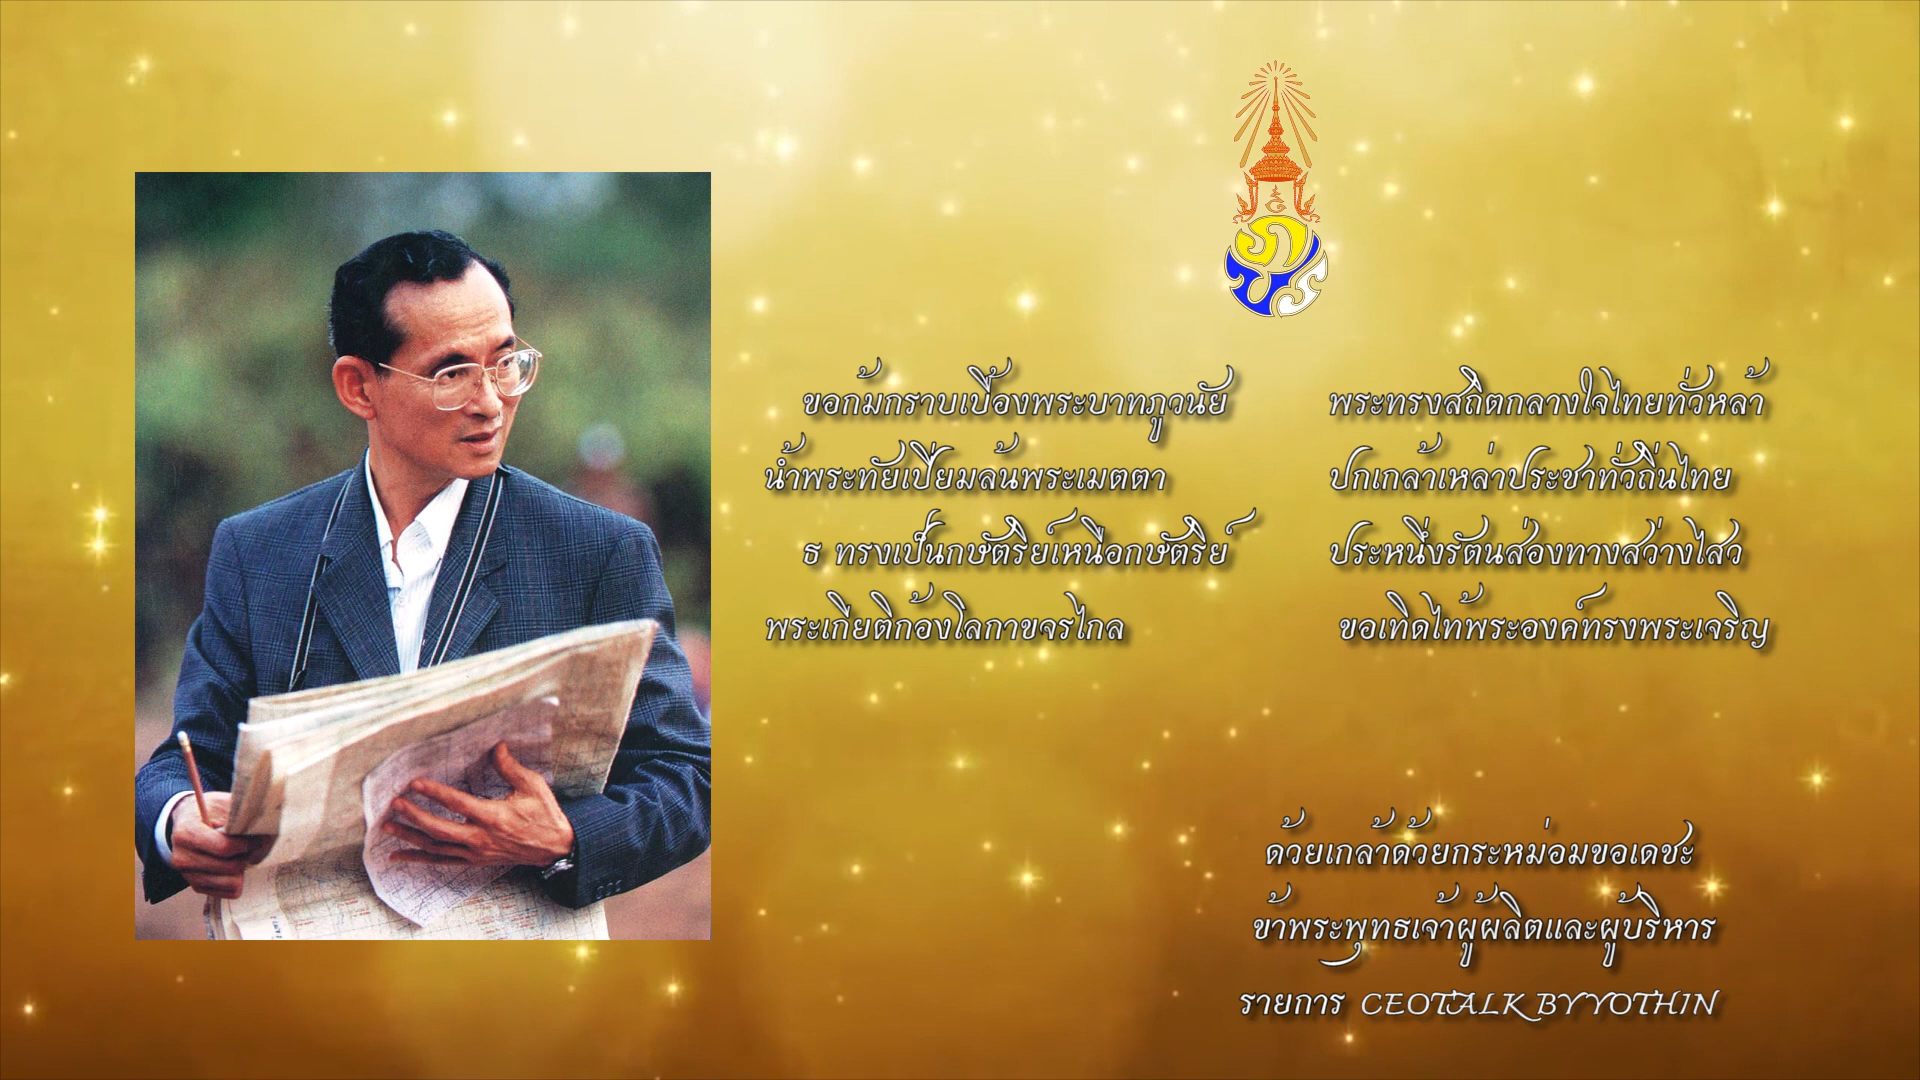 ขอก้มกราบเบื้องพระบาทภูวนัย พระทรงสถิตกลางใจไทยทั่วหล้า
น้ำพระทัยเปี่ยมล้นพระเมตตา ปกเกล้าเหล่าประชาทั่วถิ่นไทย
ธ ทรงเป็นกษัตริย์เหนือกษัตริย์ ประหนึ่งรัตนส่องทางสว่างไสว
พระเกียติก้องโลกาขจรไกล ขอเทิดไท้พระองค์ทรงพระเจริญ
ด้วยเกล้าด้วยกระหม่อมขอเดชะ
ข้าพระพุทธเจ้าผู้ผลิตและผู้บริหาร
รายการ CEOTALK BYYOTHIN